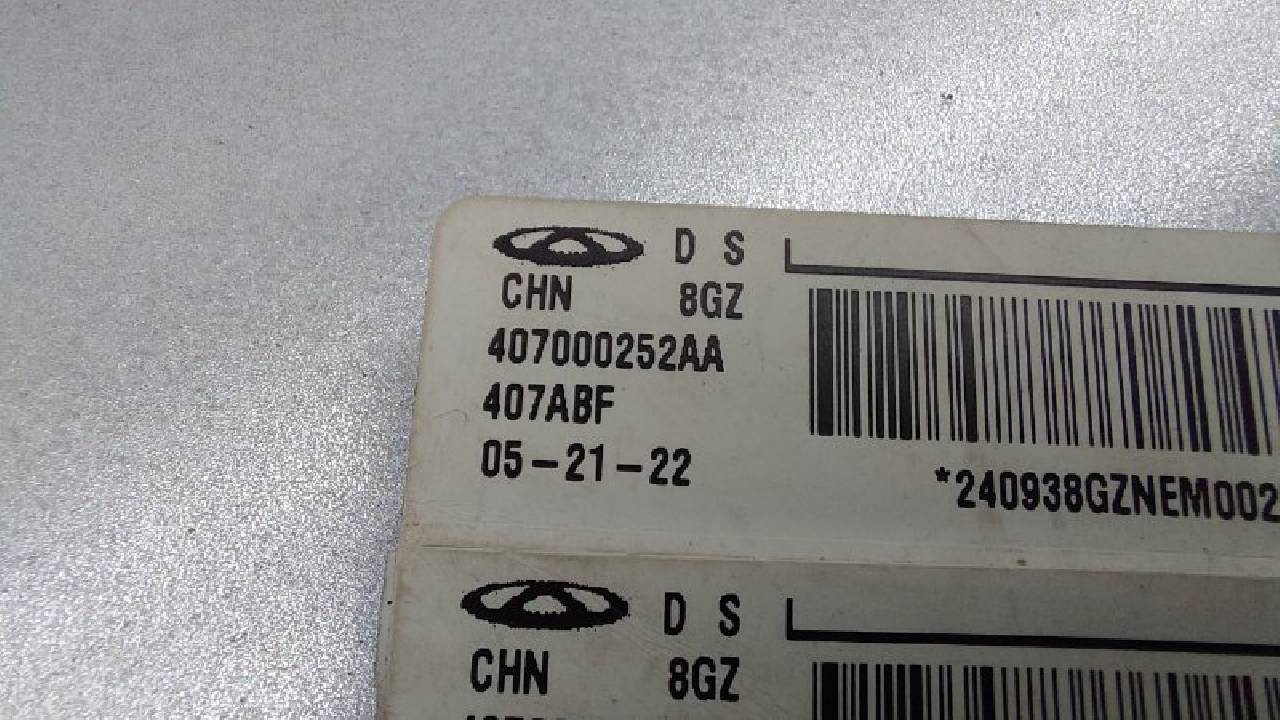 D S
CHN 8GZ
407000252AA
407ABF
05-21-22
*240938GZNEM002
D S
CHN 8GZ